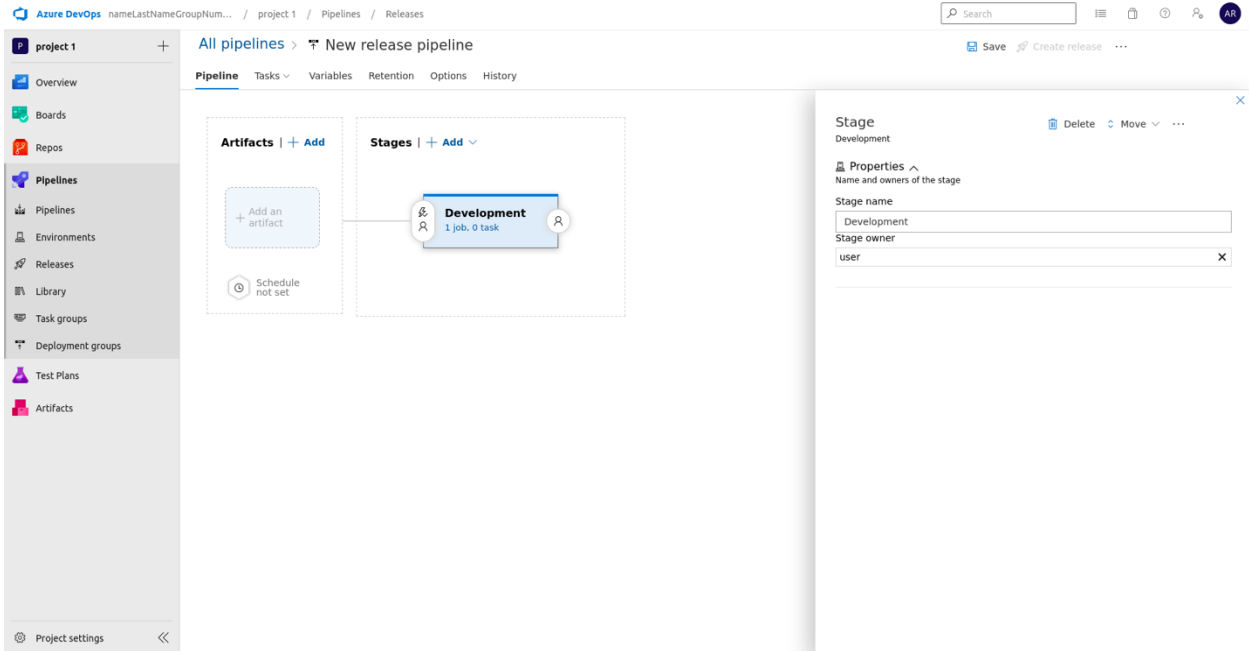 Azure DevOps nameLastNameGroupNum... / project 1 / Pipelines / Releases
Search
AR
P project 1
Overview
Boards
Repos
Pipelines
Pipelines
Environments
Releases
Library
Task groups
Deployment groups
Test Plans
Artifacts
Project settings
All pipelines > New release pipeline
Save Create release ...
Pipeline Tasks Variables Retention Options History
Artifacts | + Add
Stages | + Add
+ Add an
artifact
Schedule
not set
Development
1 job, 0 task
Stage
Development
Delete Move ...
Properties
Name and owners of the stage
Stage name
Development
Stage owner
user